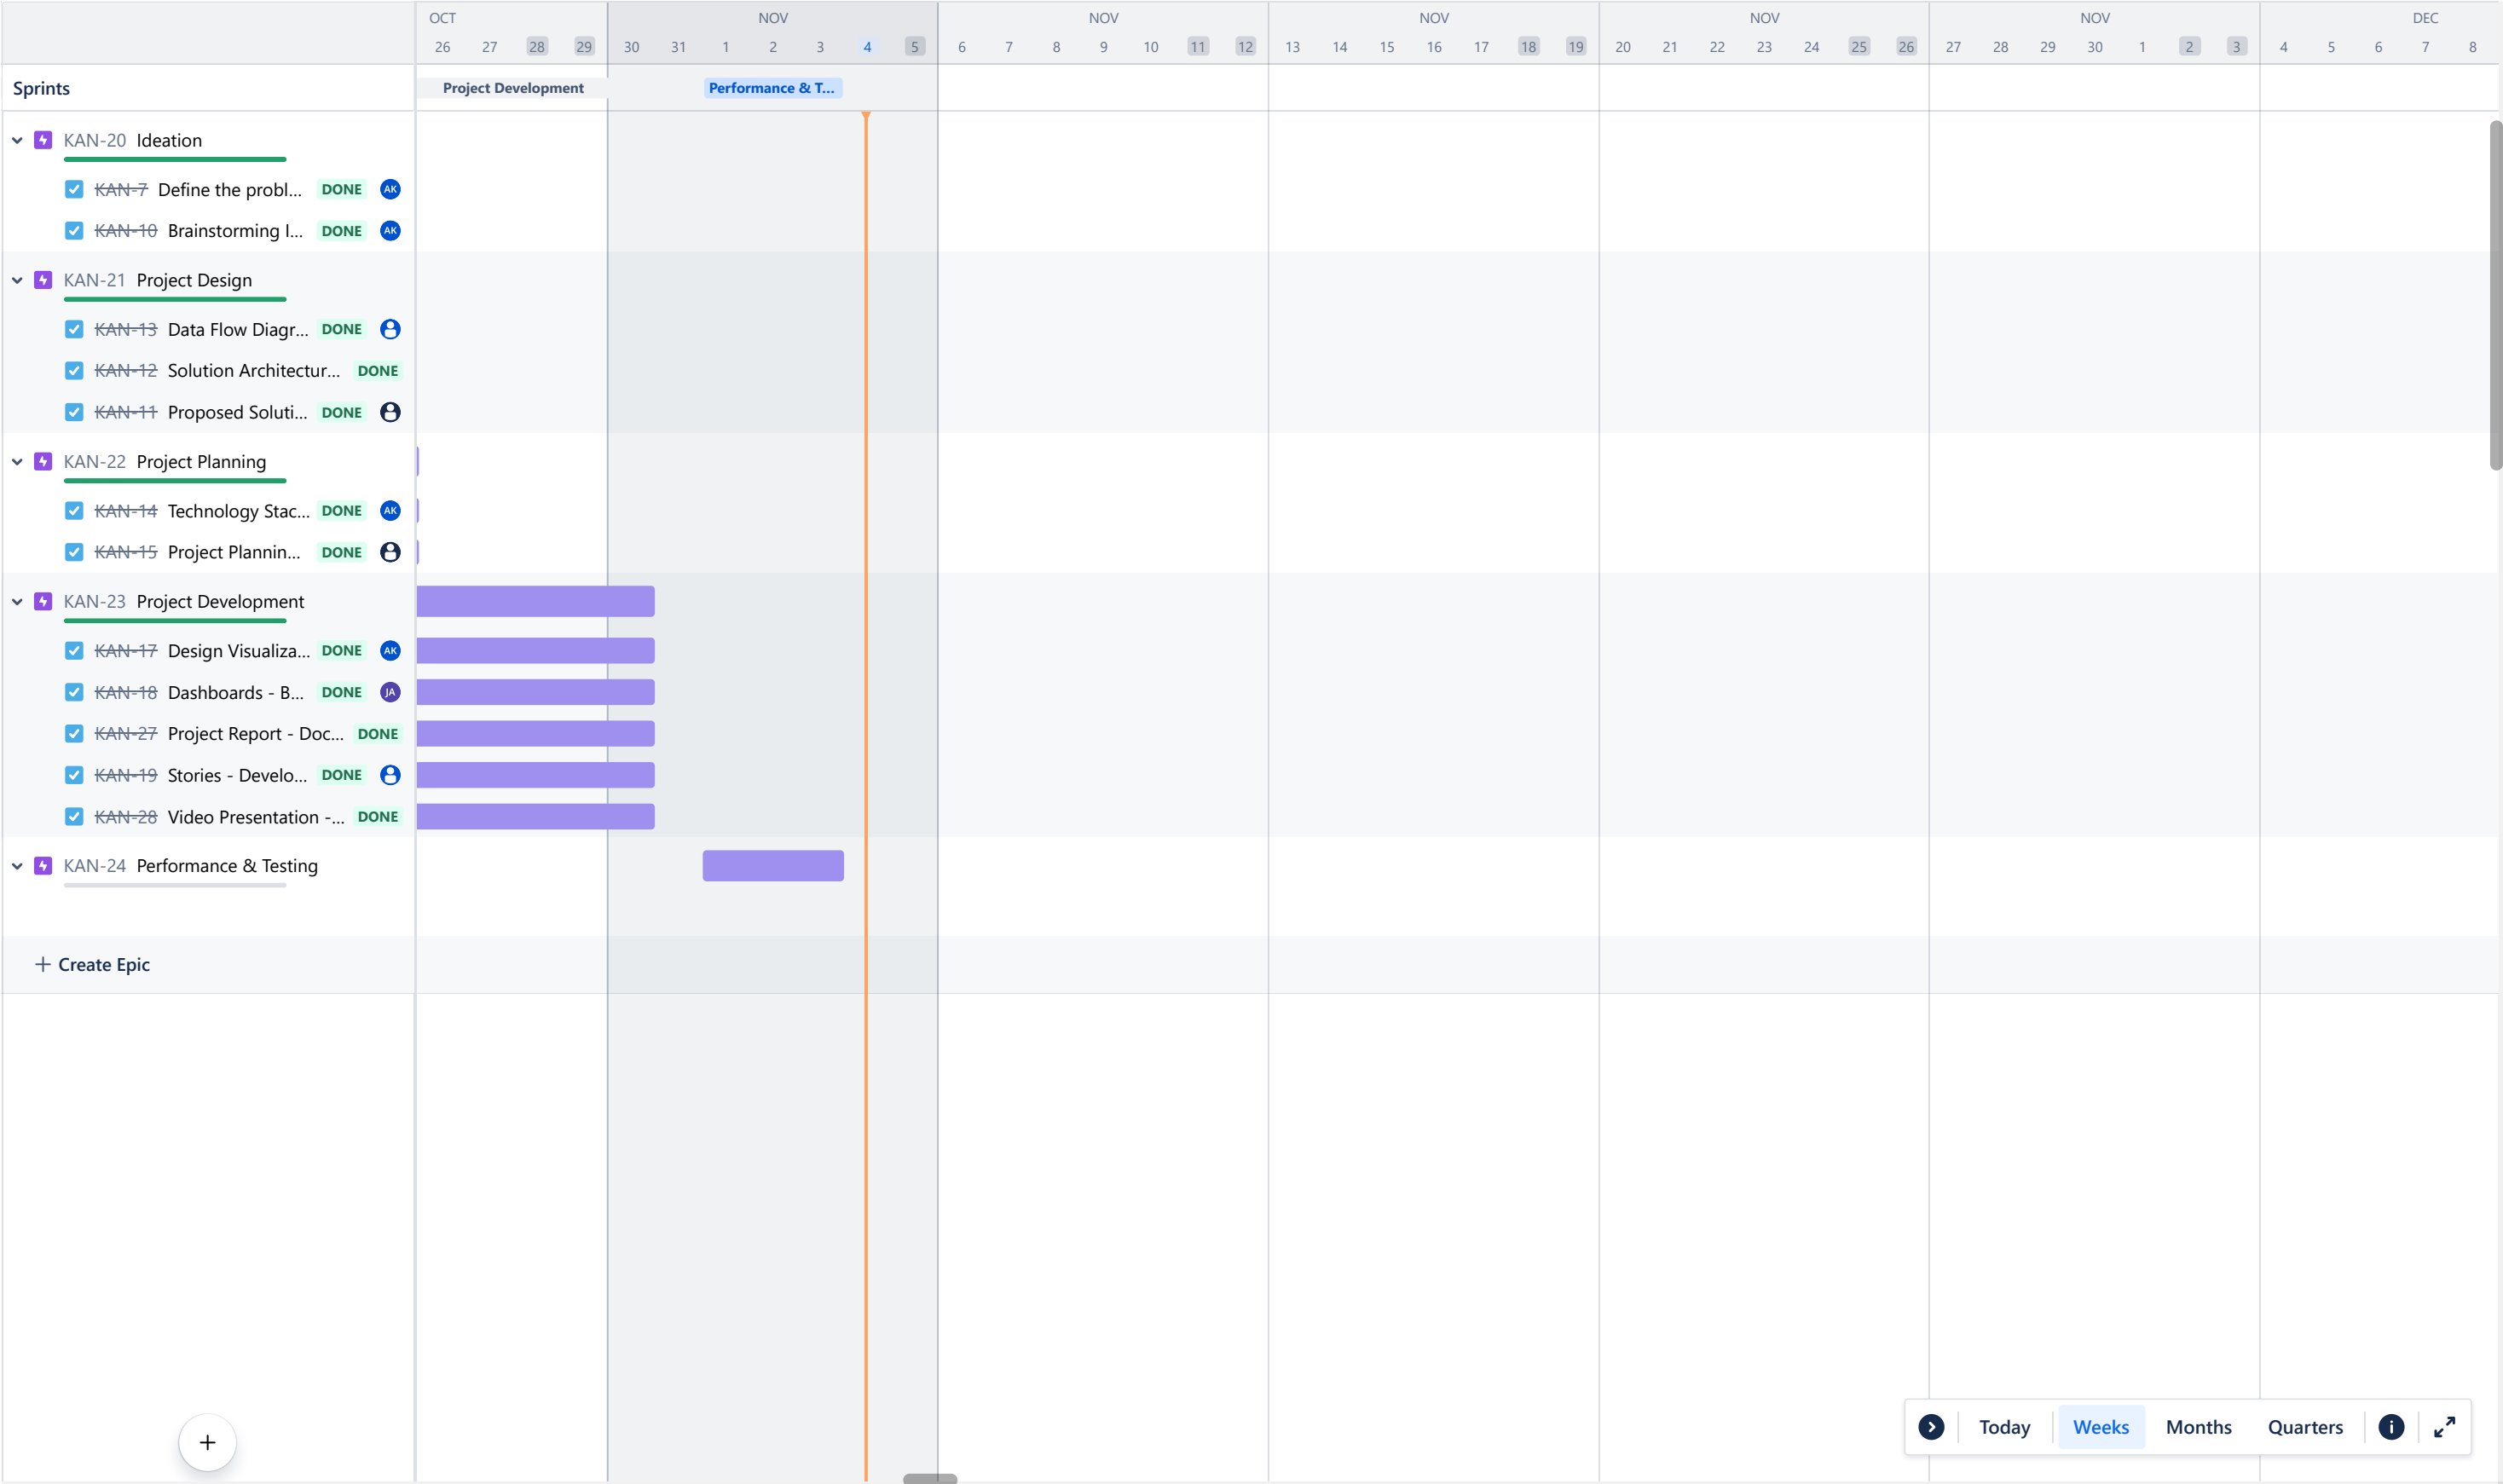 OCT NOV NOV NOV NOV NOV DEC
26 27 28 29 30 31 1 2 3 4 5 6 7 8 9 10 11 12 13 14 15 16 17 18 19 20 21 22 23 24 25 26 27 28 29 30 1 2 3 4 5 6 7 8
Sprints Project Development Performance & T...
KAN-20 Ideation
KAN-7 Define the probl... DONE AK
KAN-10 Brainstorming I... DONE AK
KAN-21 Project Design
KAN-13 Data Flow Diagr... DONE
KAN-12 Solution Architectur... DONE
KAN-11 Proposed Soluti... DONE
KAN-22 Project Planning
KAN-14 Technology Stac... DONE AK
KAN-15 Project Plannin... DONE
KAN-23 Project Development
KAN-17 Design Visualiza... DONE AK
KAN-18 Dashboards - B... DONE JA
KAN-27 Project Report - Doc... DONE
KAN-19 Stories - Develo... DONE
KAN-28 Video Presentation -... DONE
KAN-24 Performance & Testing
+ Create Epic
+
Today Weeks Months Quarters i